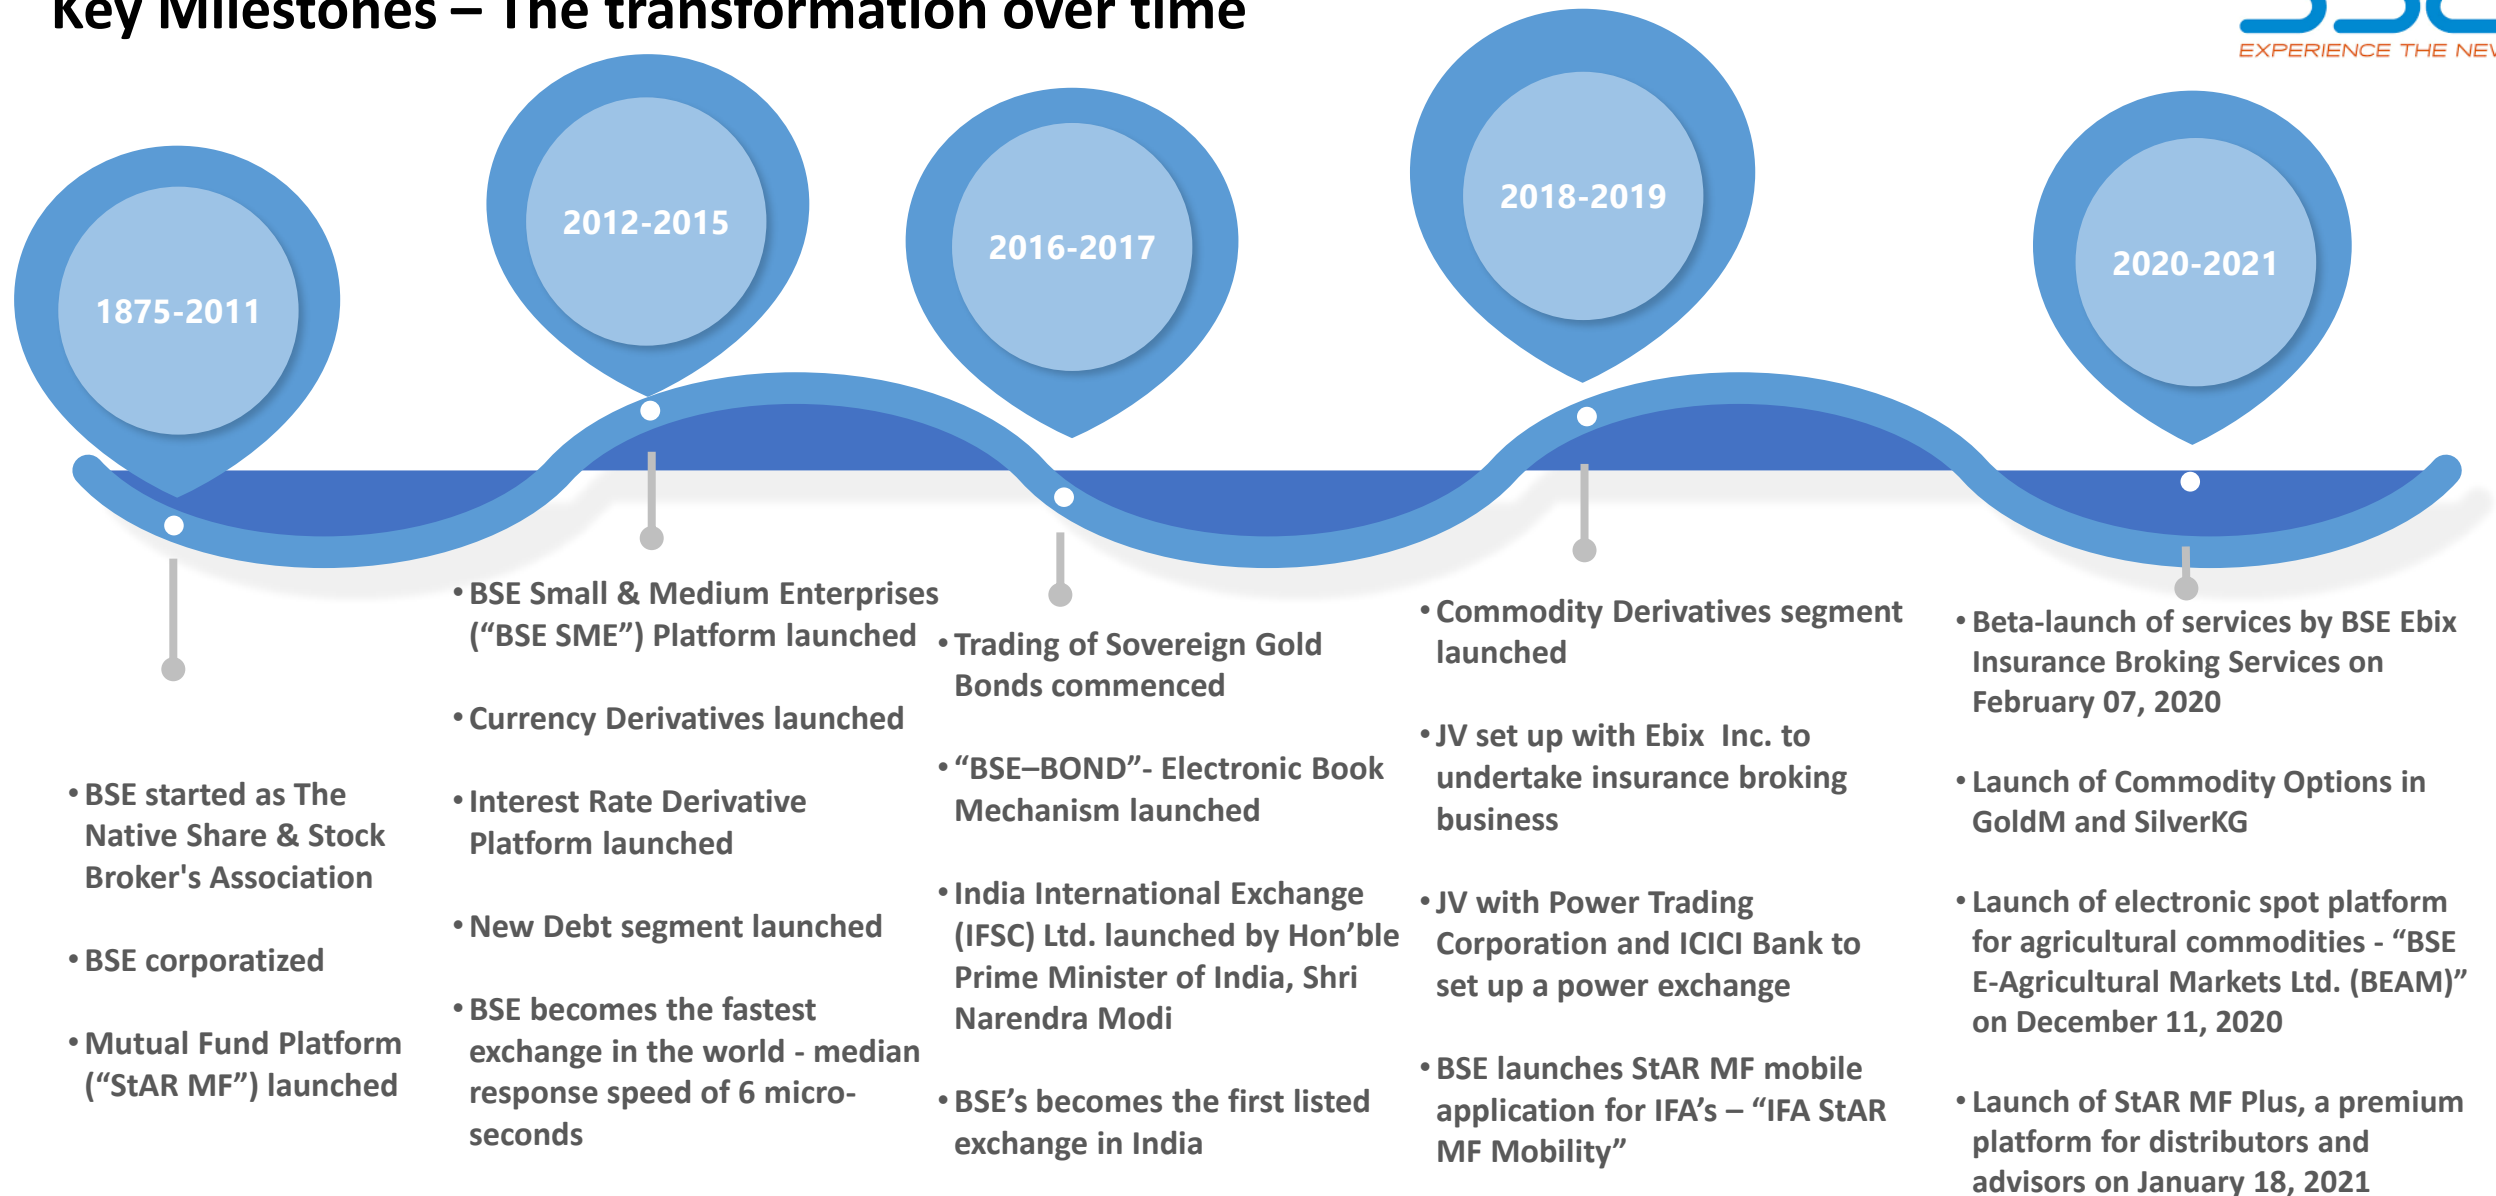 Key Milestones – The transformation over time
EXPERIENCE THE NEW
1875-2011
2012-2015
2016-2017
2018-2019
2020-2021
• BSE started as The
Native Share & Stock
Broker's Association
• BSE corporatized
• Mutual Fund Platform
(“StAR MF”) launched
• BSE Small & Medium Enterprises
(“BSE SME”) Platform launched
• Currency Derivatives launched
• Interest Rate Derivative
Platform launched
• New Debt segment launched
• BSE becomes the fastest
exchange in the world - median
response speed of 6 micro-
seconds
• Trading of Sovereign Gold
Bonds commenced
• “BSE–BOND”- Electronic Book
Mechanism launched
• India International Exchange
(IFSC) Ltd. launched by Hon’ble
Prime Minister of India, Shri
Narendra Modi
• BSE’s becomes the first listed
exchange in India
• Commodity Derivatives segment
launched
• JV set up with Ebix  Inc. to
undertake insurance broking
business
• JV with Power Trading
Corporation and ICICI Bank to
set up a power exchange
• BSE launches StAR MF mobile
application for IFA’s – “IFA StAR
MF Mobility”
• Beta-launch of services by BSE Ebix
Insurance Broking Services on
February 07, 2020
• Launch of Commodity Options in
GoldM and SilverKG
• Launch of electronic spot platform
for agricultural commodities - “BSE
E-Agricultural Markets Ltd. (BEAM)”
on December 11, 2020
• Launch of StAR MF Plus, a premium
platform for distributors and
advisors on January 18, 2021